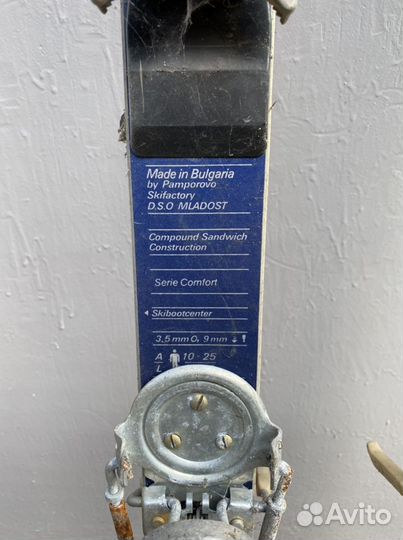 Made in Bulgaria
by Pamporovo
Skifactory
D.S.O MLADOST
Compound Sandwich
Construction
Serie Comfort
Skibootcenter
3,5 mm O, 9 mm ↓ !
A 10 - 25
L
Avito